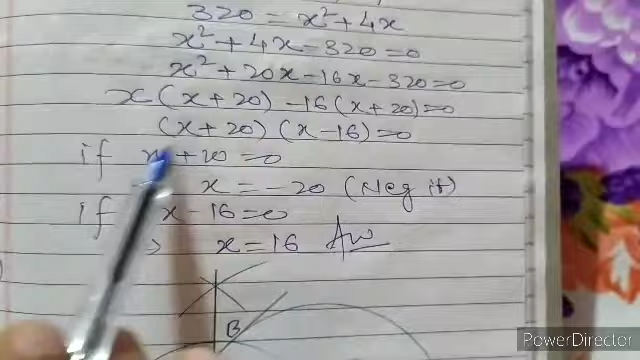 320 = x² + 4x
x² + 4x - 320 = 0
x² + 20x - 16x - 320 = 0
x (x + 20) - 16 (x + 20) = 0
(x + 20) (x - 16) = 0
if x + 20 = 0
x = -20 (Neg it)
if x - 16 = 0
x = 16 Aw
B
PowerDirector